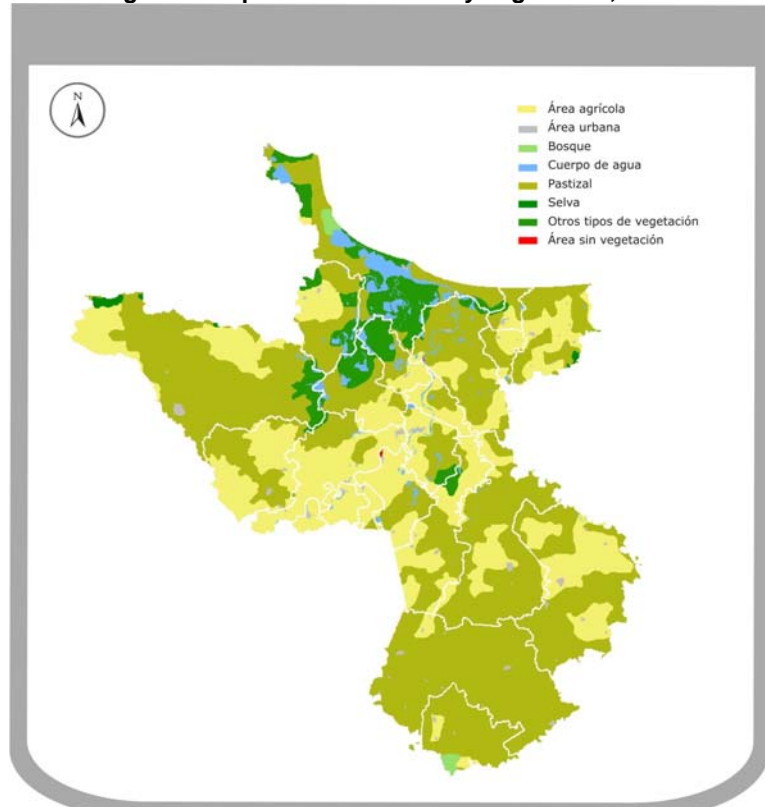 N
Área agrícola
Área urbana
Bosque
Cuerpo de agua
Pastizal
Selva
Otros tipos de vegetación
Área sin vegetación